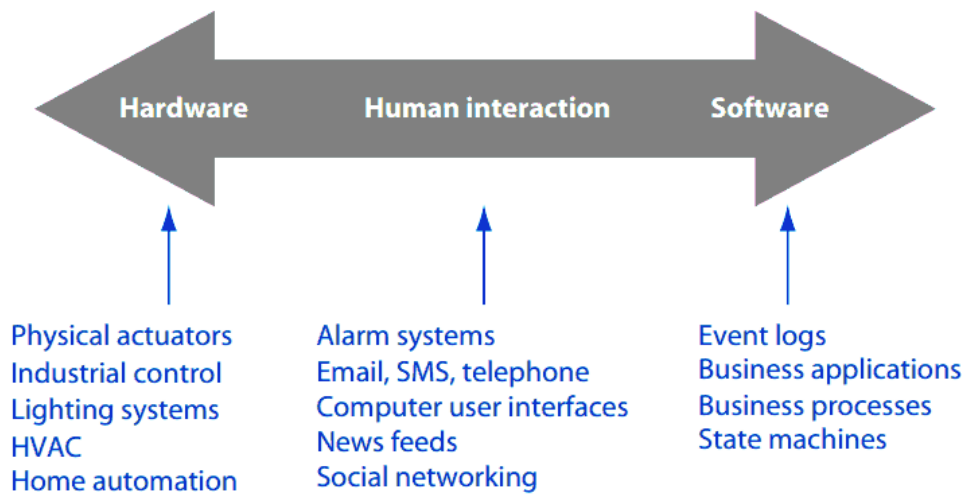 Hardware
Human interaction
Software
Physical actuators
Industrial control
Lighting systems
HVAC
Home automation
Alarm systems
Email, SMS, telephone
Computer user interfaces
News feeds
Social networking
Event logs
Business applications
Business processes
State machines